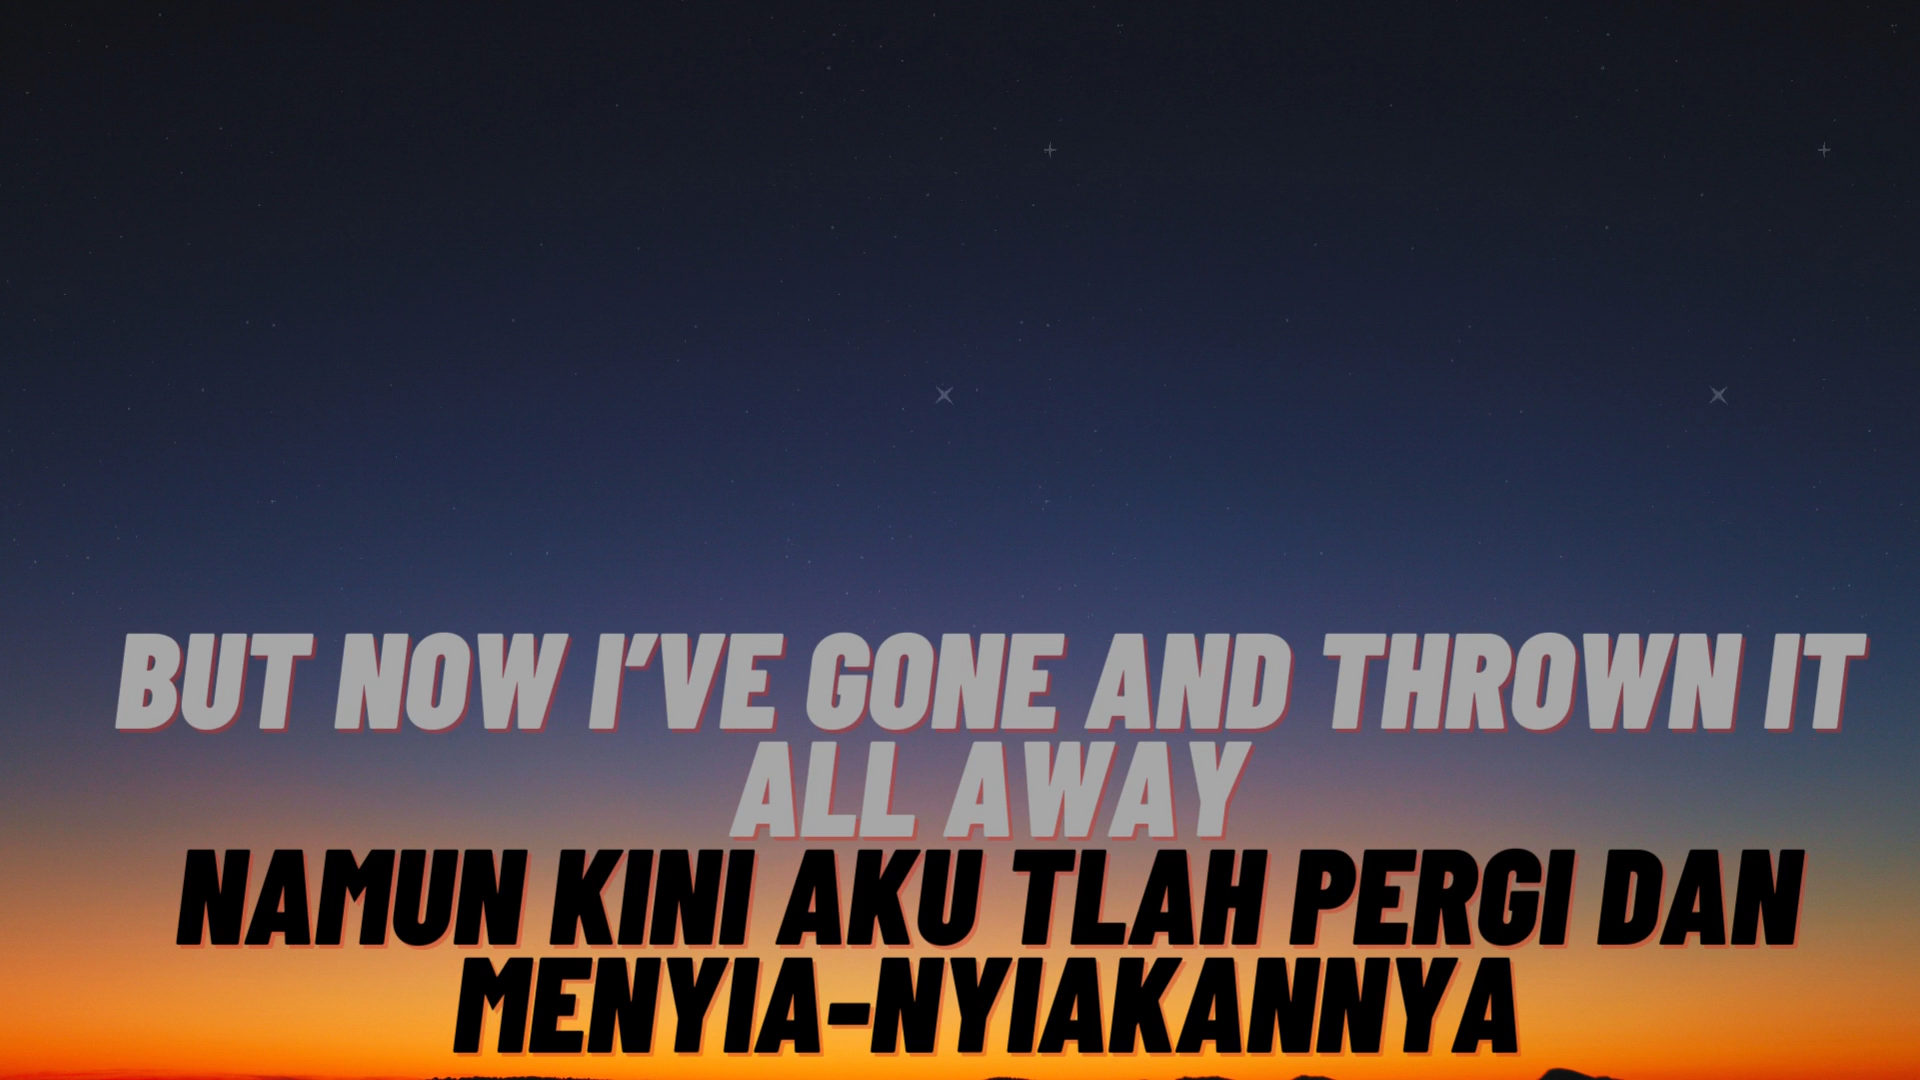 BUT NOW I'VE GONE AND THROWN IT
ALL AWAY
NAMUN KINI AKU TLAH PERGI DAN
MENYIA-NYIAKANNYA